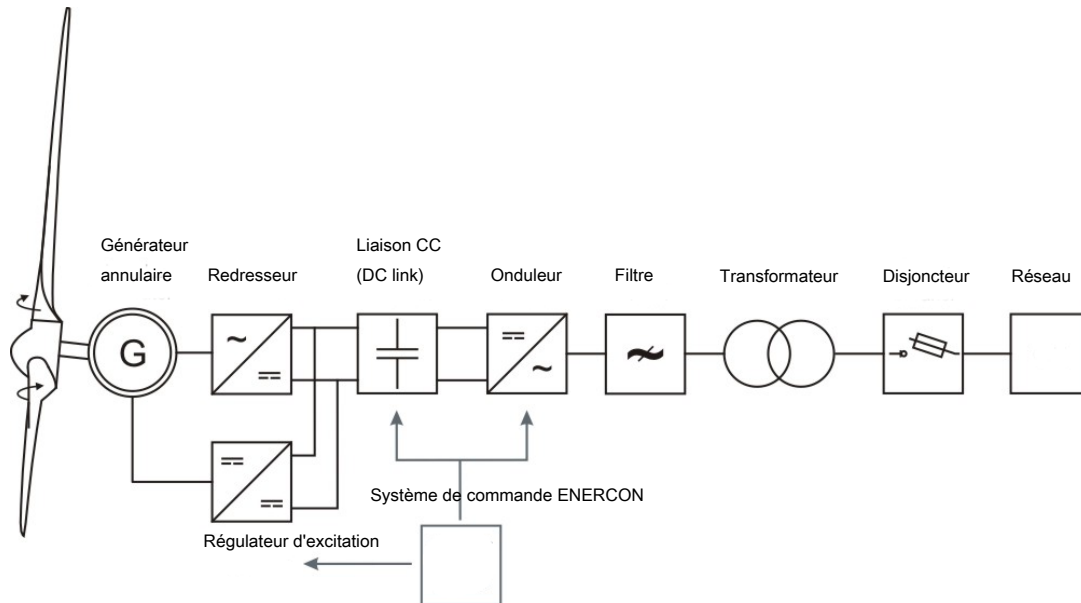 Générateur
annulaire
Redresseur
Liaison CC
(DC link)
Onduleur
Filtre
Transformateur
Disjoncteur
Réseau
G
Système de commande ENERCON
Régulateur d'excitation